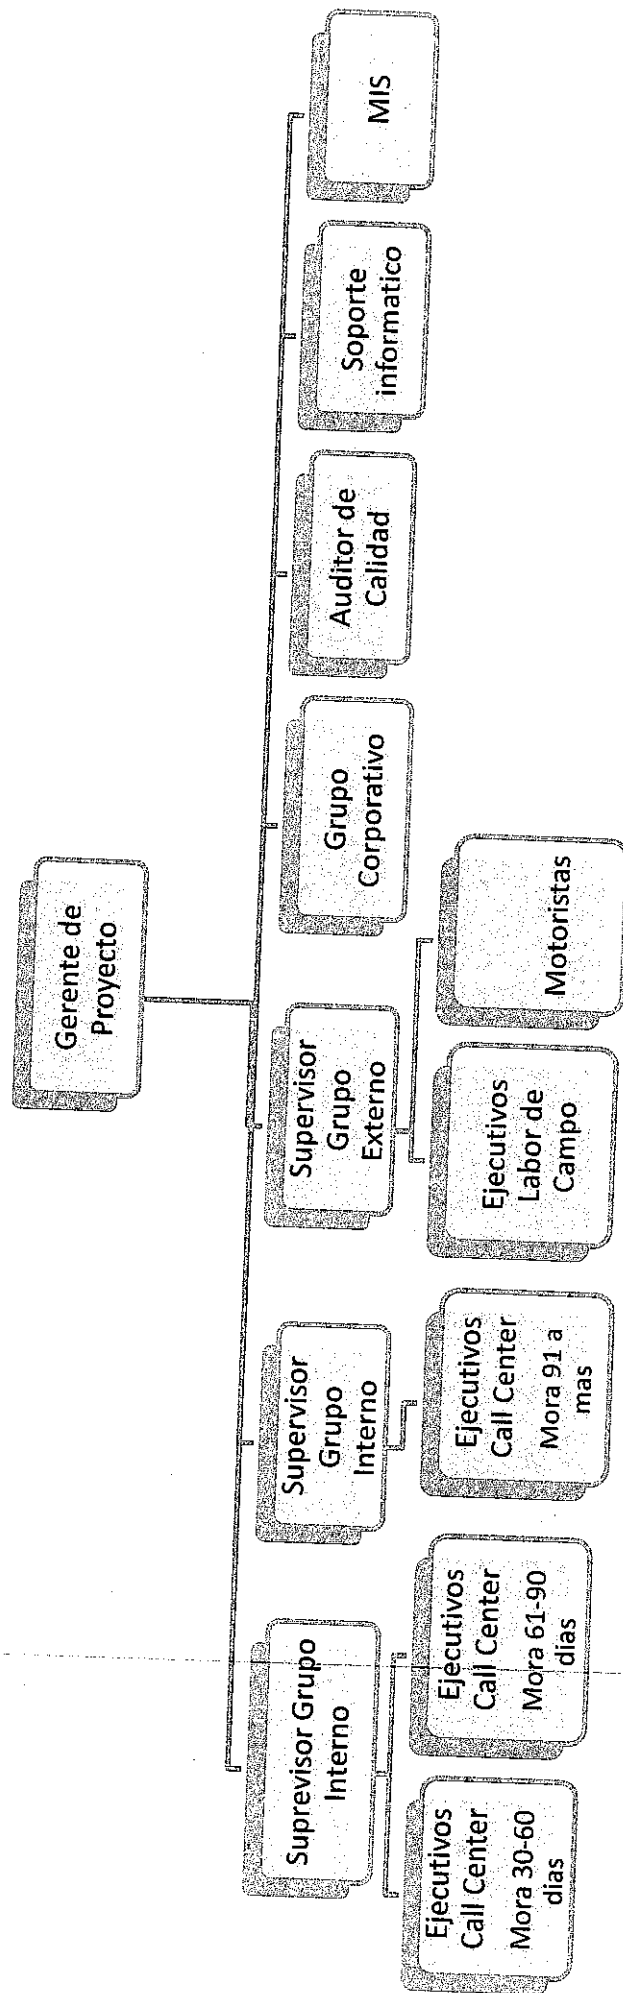 Gerente de
Proyecto
Suprevisor Grupo
Interno
Supervisor
Grupo
Interno
Supervisor
Grupo
Externo
Grupo
Corporativo
Auditor de
Calidad
Soporte
informatico
MIS
Ejecutivos
Call Center
Mora 30-60
dias
Ejecutivos
Call Center
Mora 61-90
dias
Ejecutivos
Call Center
Mora 91 a
mas
Ejecutivos
Labor de
Campo
Motoristas